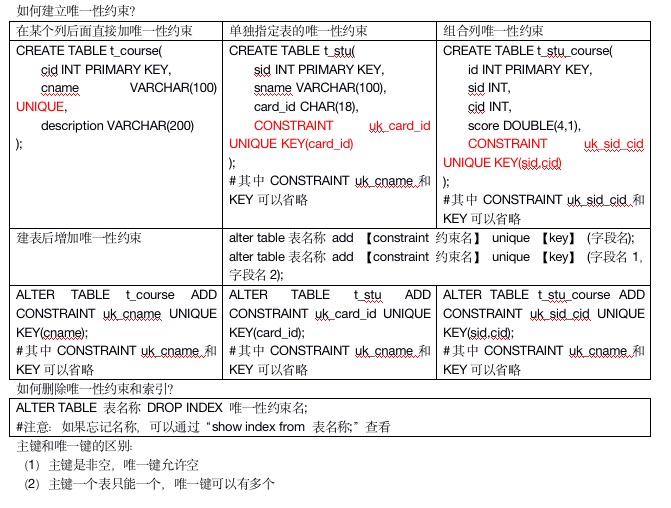 如何建立唯一性约束?
在某个列后面直接加唯一性约束
单独指定表的唯一性约束
组合列唯一性约束
CREATE TABLE t_course(
cid INT PRIMARY KEY,
cname VARCHAR(100)
UNIQUE,
description VARCHAR(200)
);
CREATE TABLE t_stu(
sid INT PRIMARY KEY,
sname VARCHAR(100),
card_id CHAR(18),
CONSTRAINT uk_card_id
UNIQUE KEY(card_id)
);
#其中 CONSTRAINT uk_cname 和
KEY 可以省略
CREATE TABLE t_stu_course(
id INT PRIMARY KEY,
sid INT,
cid INT,
score DOUBLE(4,1),
CONSTRAINT uk_sid_cid
UNIQUE KEY(sid,cid)
);
#其中 CONSTRAINT uk_sid_cid 和
KEY 可以省略
建表后增加唯一性约束
alter table 表名称 add 【constraint 约束名】 unique 【key】 (字段名);
alter table 表名称 add 【constraint 约束名】 unique 【key】 (字段名 1,
字段名 2);
ALTER TABLE t_course ADD
CONSTRAINT uk_cname UNIQUE
KEY(cname);
#其中 CONSTRAINT uk_cname 和
KEY 可以省略
ALTER TABLE t_stu ADD
CONSTRAINT uk_card_id UNIQUE
KEY(card_id);
#其中 CONSTRAINT uk_cname 和
KEY 可以省略
ALTER TABLE t_stu_course ADD
CONSTRAINT uk_sid_cid UNIQUE
KEY(sid,cid);
#其中 CONSTRAINT uk_cname 和
KEY 可以省略
如何删除唯一性约束和索引?
ALTER TABLE 表名称 DROP INDEX 唯一性约束名;
#注意：如果忘记名称，可以通过“show index from 表名称;”查看
主键和唯一键的区别:
（1）主键是非空，唯一键允许空
（2）主键一个表只能一个，唯一键可以有多个